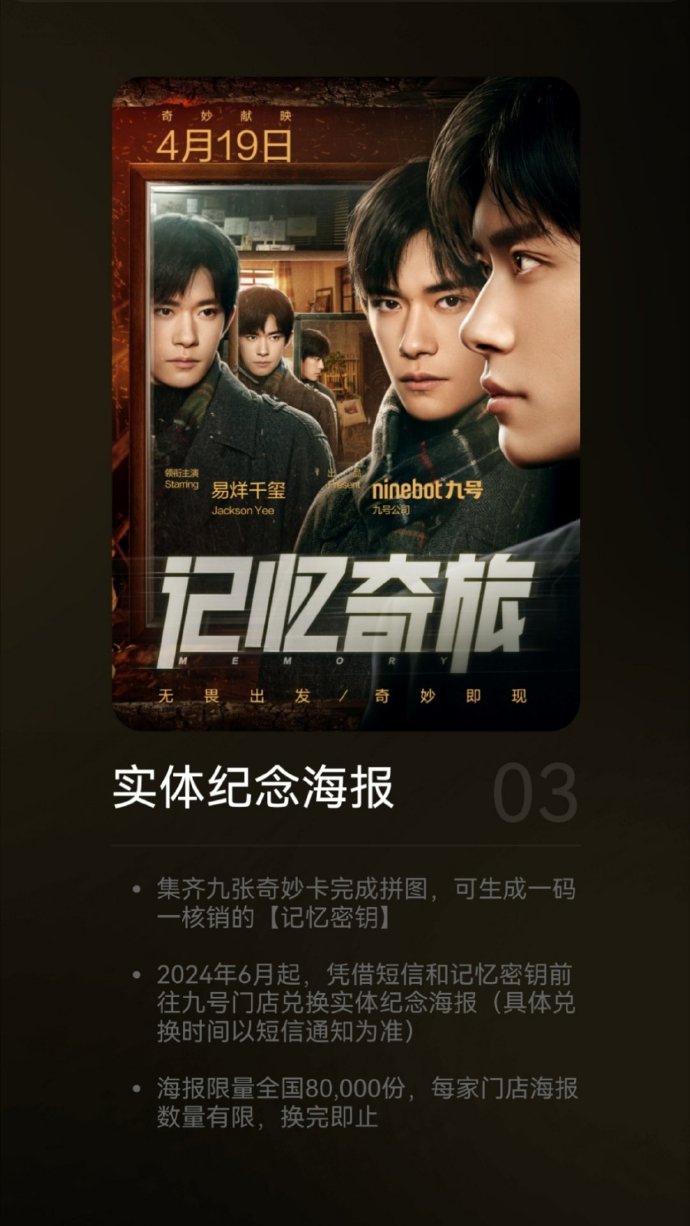 奇妙献映
4月19日
领衔主演
Starring
易烊千玺
Jackson Yee
出品
Present
ninebot 九号
九号公司
记忆奇旅
MEMORY
无畏出发/奇妙即现
实体纪念海报
03
• 集齐九张奇妙卡完成拼图，可生成一码
一核销的【记忆密钥】
• 2024年6月起，凭借短信和记忆密钥前
往九号门店兑换实体纪念海报（具体兑
换时间以短信通知为准）
• 海报限量全国80,000份，每家门店海报
数量有限，换完即止